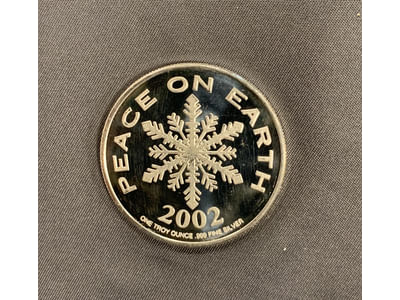 PEACE ON EARTH
2002
ONE TROY OUNCE .999 FINE SILVER